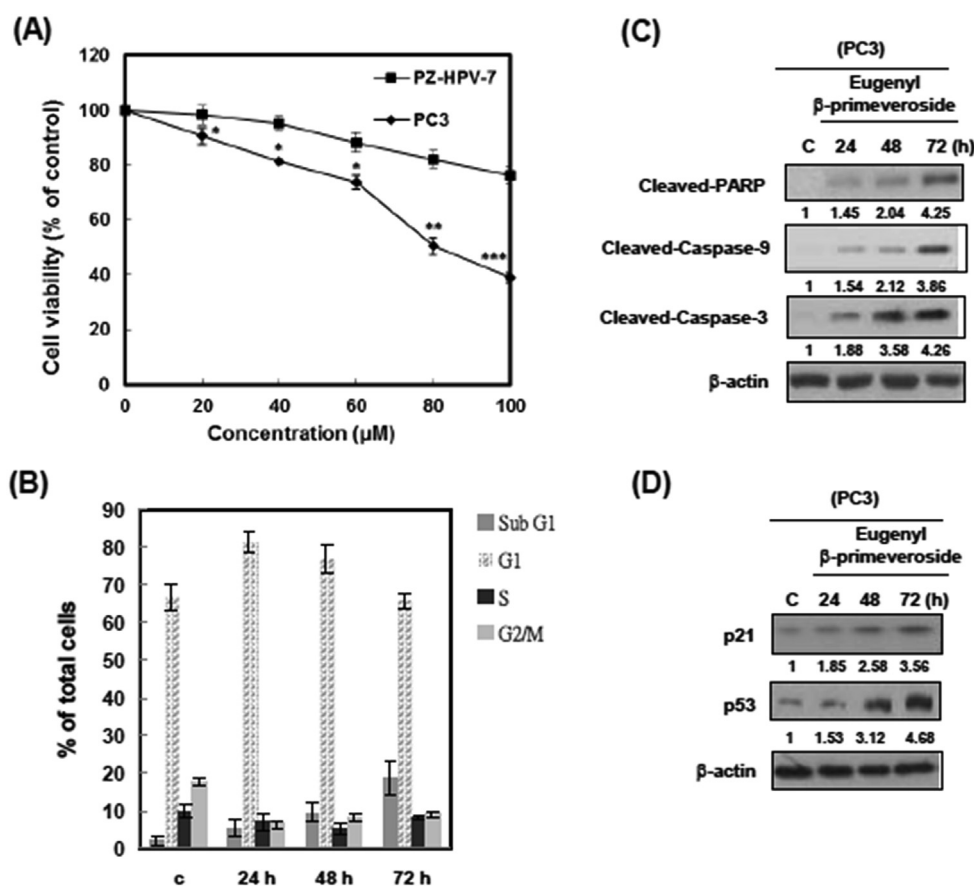 (A)
120
100
80
60
40
20
0
Cell viability (% of control)
PZ-HPV-7
PC3
*
*
*
**
***
0 20 40 60 80 100
Concentration (µM)
(B)
90
80
70
60
50
40
30
20
10
0
% of total cells
Sub G1
G1
S
G2/M
c 24 h 48 h 72 h
(C)
(PC3)
Eugenyl
β-primeveroside
C 24 48 72 (h)
Cleaved-PARP
1 1.45 2.04 4.25
Cleaved-Caspase-9
1 1.54 2.12 3.86
Cleaved-Caspase-3
1 1.88 3.58 4.26
β-actin
(D)
(PC3)
Eugenyl
β-primeveroside
C 24 48 72 (h)
p21
1 1.85 2.58 3.56
p53
1 1.53 3.12 4.68
β-actin